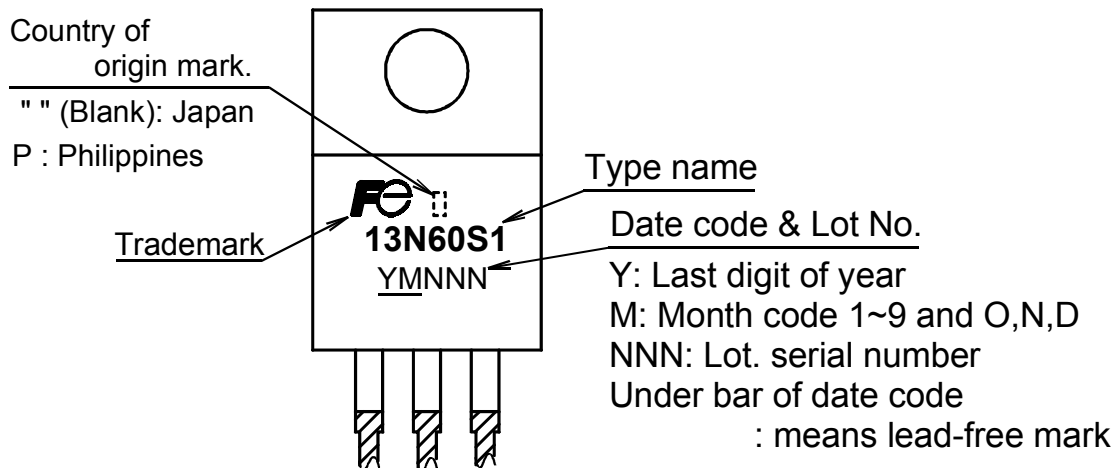 Country of
origin mark.
" " (Blank): Japan
P : Philippines
Trademark
Fe
13N60S1
YMNNN
Type name
Date code & Lot No.
Y: Last digit of year
M: Month code 1~9 and O,N,D
NNN: Lot. serial number
Under bar of date code
: means lead-free mark